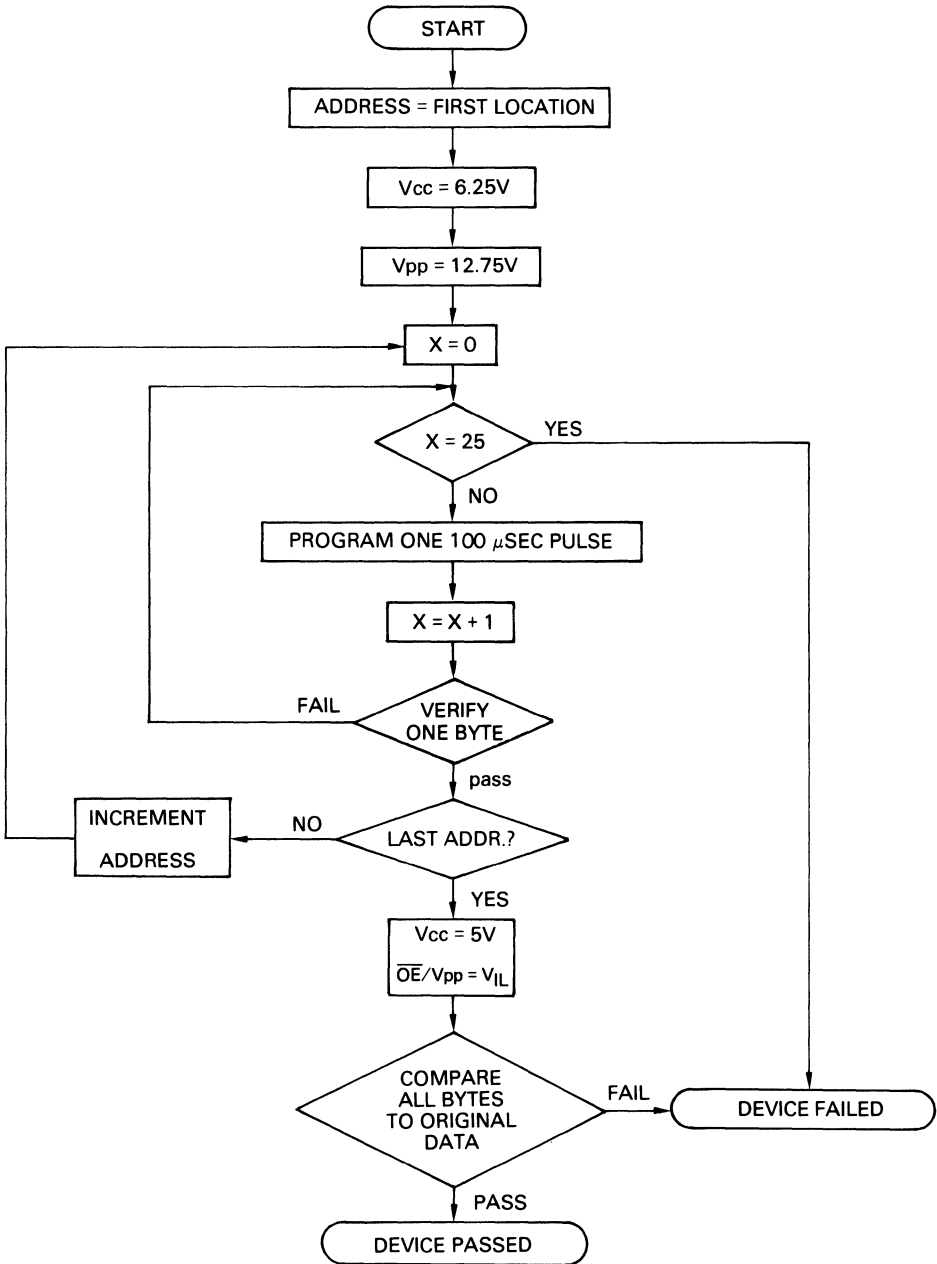 START
ADDRESS = FIRST LOCATION
Vcc = 6.25V
Vpp = 12.75V
X = 0
X = 25
YES
NO
PROGRAM ONE 100 μSEC PULSE
X = X + 1
FAIL
VERIFY
ONE BYTE
pass
INCREMENT
ADDRESS
NO
LAST ADDR.?
YES
Vcc = 5V
O̅E̅/Vpp = VIL
COMPARE
ALL BYTES
TO ORIGINAL
DATA
FAIL
DEVICE FAILED
PASS
DEVICE PASSED